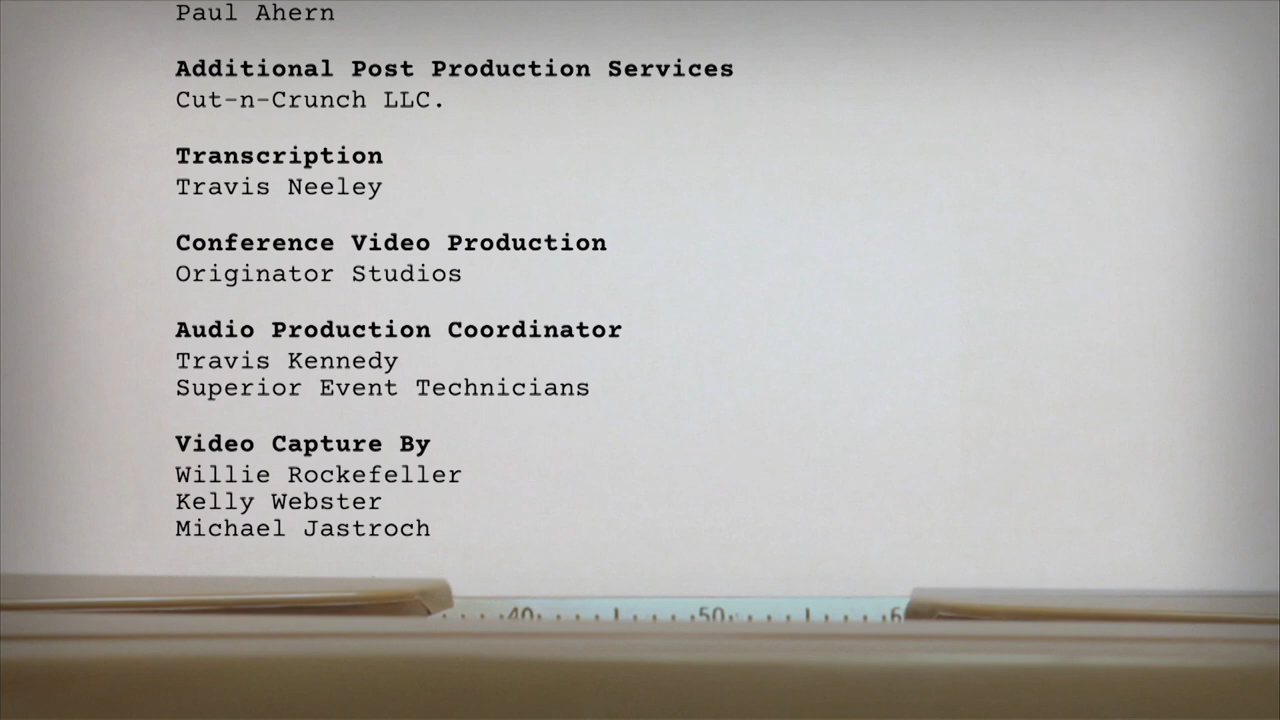 Paul Ahern
Additional Post Production Services
Cut-n-Crunch LLC.
Transcription
Travis Neeley
Conference Video Production
Originator Studios
Audio Production Coordinator
Travis Kennedy
Superior Event Technicians
Video Capture By
Willie Rockefeller
Kelly Webster
Michael Jastroch
40 50 6